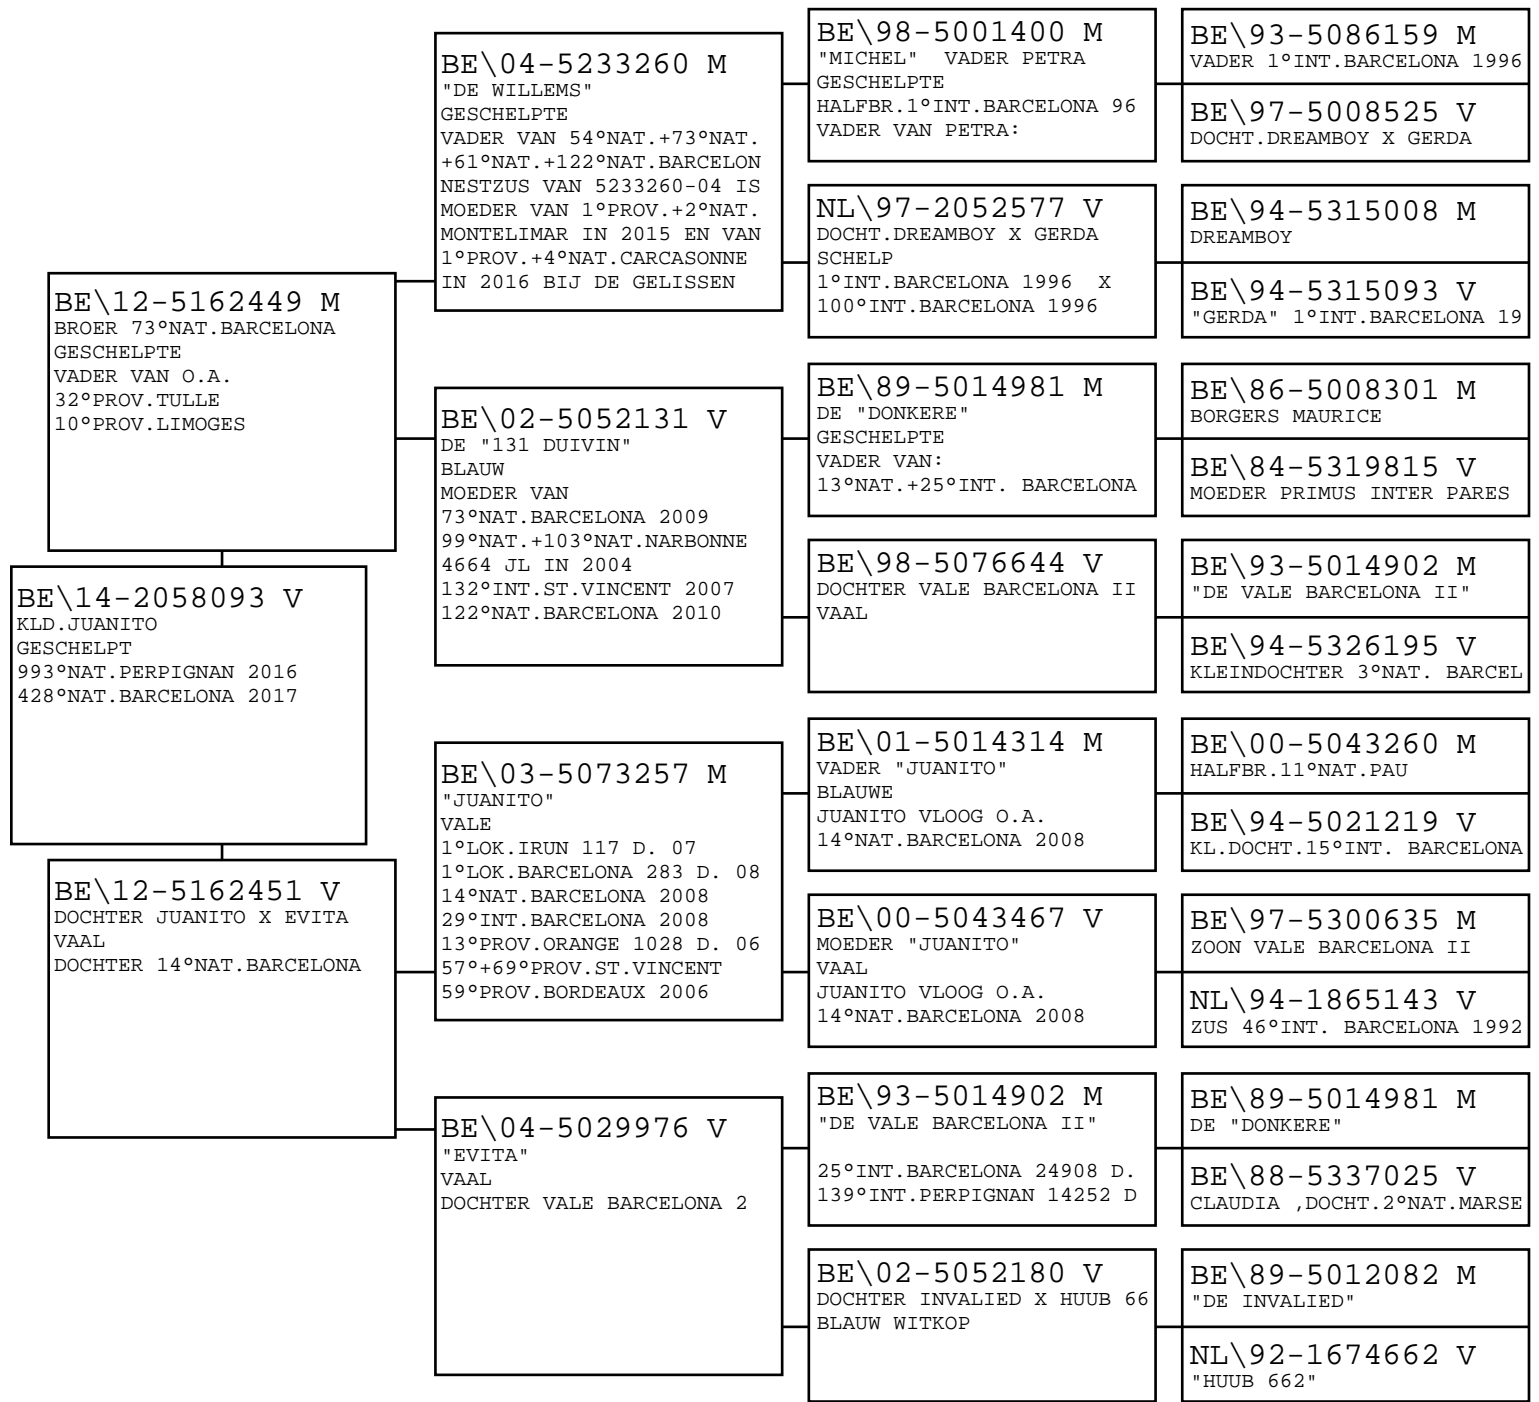 BE\14-2058093 V
KLD.JUANITO
GESCHELPT
993°NAT.PERPIGNAN 2016
428°NAT.BARCELONA 2017
BE\12-5162449 M
BROER 73°NAT.BARCELONA
GESCHELPTE
VADER VAN O.A.
32°PROV.TULLE
10°PROV.LIMOGES
BE\12-5162451 V
DOCHTER JUANITO X EVITA
VAAL
DOCHTER 14°NAT.BARCELONA
BE\04-5233260 M
"DE WILLEMS"
GESCHELPTE
VADER VAN 54°NAT.+73°NAT.
+61°NAT.+122°NAT.BARCELON
NESTZUS VAN 5233260-04 IS
MOEDER VAN 1°PROV.+2°NAT.
MONTELIMAR IN 2015 EN VAN
1°PROV.+4°NAT.CARCASONNE
IN 2016 BIJ DE GELISSEN
BE\02-5052131 V
DE "131 DUIVIN"
BLAUW
MOEDER VAN
73°NAT.BARCELONA 2009
99°NAT.+103°NAT.NARBONNE
4664 JL IN 2004
132°INT.ST.VINCENT 2007
122°NAT.BARCELONA 2010
BE\03-5073257 M
"JUANITO"
VALE
1°LOK.IRUN 117 D. 07
1°LOK.BARCELONA 283 D. 08
14°NAT.BARCELONA 2008
29°INT.BARCELONA 2008
13°PROV.ORANGE 1028 D. 06
57°+69°PROV.ST.VINCENT
59°PROV.BORDEAUX 2006
BE\04-5029976 V
"EVITA"
VAAL
DOCHTER VALE BARCELONA 2
BE\98-5001400 M
"MICHEL"  VADER PETRA
GESCHELPTE
HALFBR.1°INT.BARCELONA 96
VADER VAN PETRA:
NL\97-2052577 V
DOCHT.DREAMBOY X GERDA
SCHELP
1°INT.BARCELONA 1996  X
100°INT.BARCELONA 1996
BE\89-5014981 M
DE "DONKERE"
GESCHELPTE
VADER VAN:
13°NAT.+25°INT. BARCELONA
BE\98-5076644 V
DOCHTER VALE BARCELONA II
VAAL
BE\01-5014314 M
VADER "JUANITO"
BLAUWE
JUANITO VLOOG O.A.
14°NAT.BARCELONA 2008
BE\00-5043467 V
MOEDER "JUANITO"
VAAL
JUANITO VLOOG O.A.
14°NAT.BARCELONA 2008
BE\93-5014902 M
"DE VALE BARCELONA II"
25°INT.BARCELONA 24908 D.
139°INT.PERPIGNAN 14252 D
BE\02-5052180 V
DOCHTER INVALIED X HUUB 66
BLAUW WITKOP
BE\93-5086159 M
VADER 1°INT.BARCELONA 1996
BE\97-5008525 V
DOCHT.DREAMBOY X GERDA
BE\94-5315008 M
DREAMBOY
BE\94-5315093 V
"GERDA" 1°INT.BARCELONA 19
BE\86-5008301 M
BORGERS MAURICE
BE\84-5319815 V
MOEDER PRIMUS INTER PARES
BE\93-5014902 M
"DE VALE BARCELONA II"
BE\94-5326195 V
KLEINDOCHTER 3°NAT. BARCEL
BE\00-5043260 M
HALFBR.11°NAT.PAU
BE\94-5021219 V
KL.DOCHT.15°INT. BARCELONA
BE\97-5300635 M
ZOON VALE BARCELONA II
NL\94-1865143 V
ZUS 46°INT. BARCELONA 1992
BE\89-5014981 M
DE "DONKERE"
BE\88-5337025 V
CLAUDIA ,DOCHT.2°NAT.MARSE
BE\89-5012082 M
"DE INVALIED"
NL\92-1674662 V
"HUUB 662"